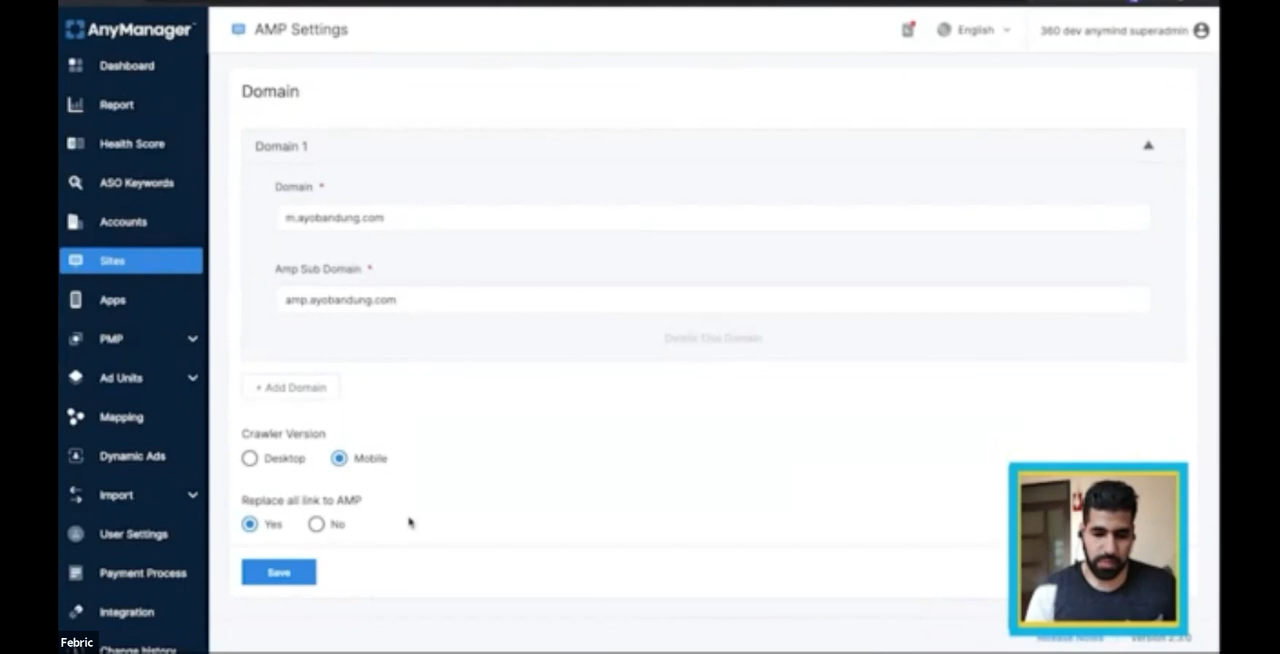 AnyManager
AMP Settings
English
360 dev anymind superadmin
Dashboard
Report
Health Score
ASO Keywords
Accounts
Sites
Apps
PMP
Ad Units
Mapping
Dynamic Ads
Import
User Settings
Payment Process
Integration
Change history
Domain
Domain 1
Domain *
m.ayobandung.com
Amp Sub Domain *
amp.ayobandung.com
Delete This Domain
+ Add Domain
Crawler Version
Desktop
Mobile
Replace all link to AMP
Yes
No
Save
Release Notes
Febric